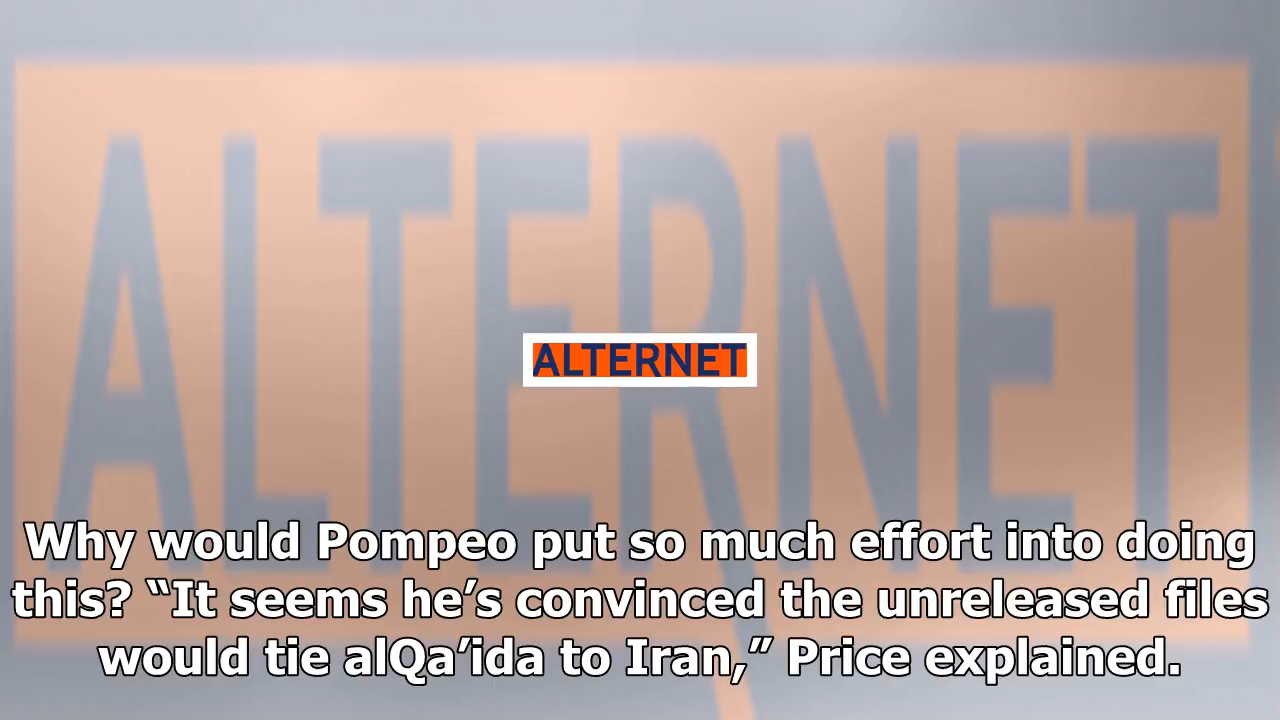 ALTERNET
ALTERNET
Why would Pompeo put so much effort into doing
this? “It seems he’s convinced the unreleased files
would tie alQa’ida to Iran,” Price explained.